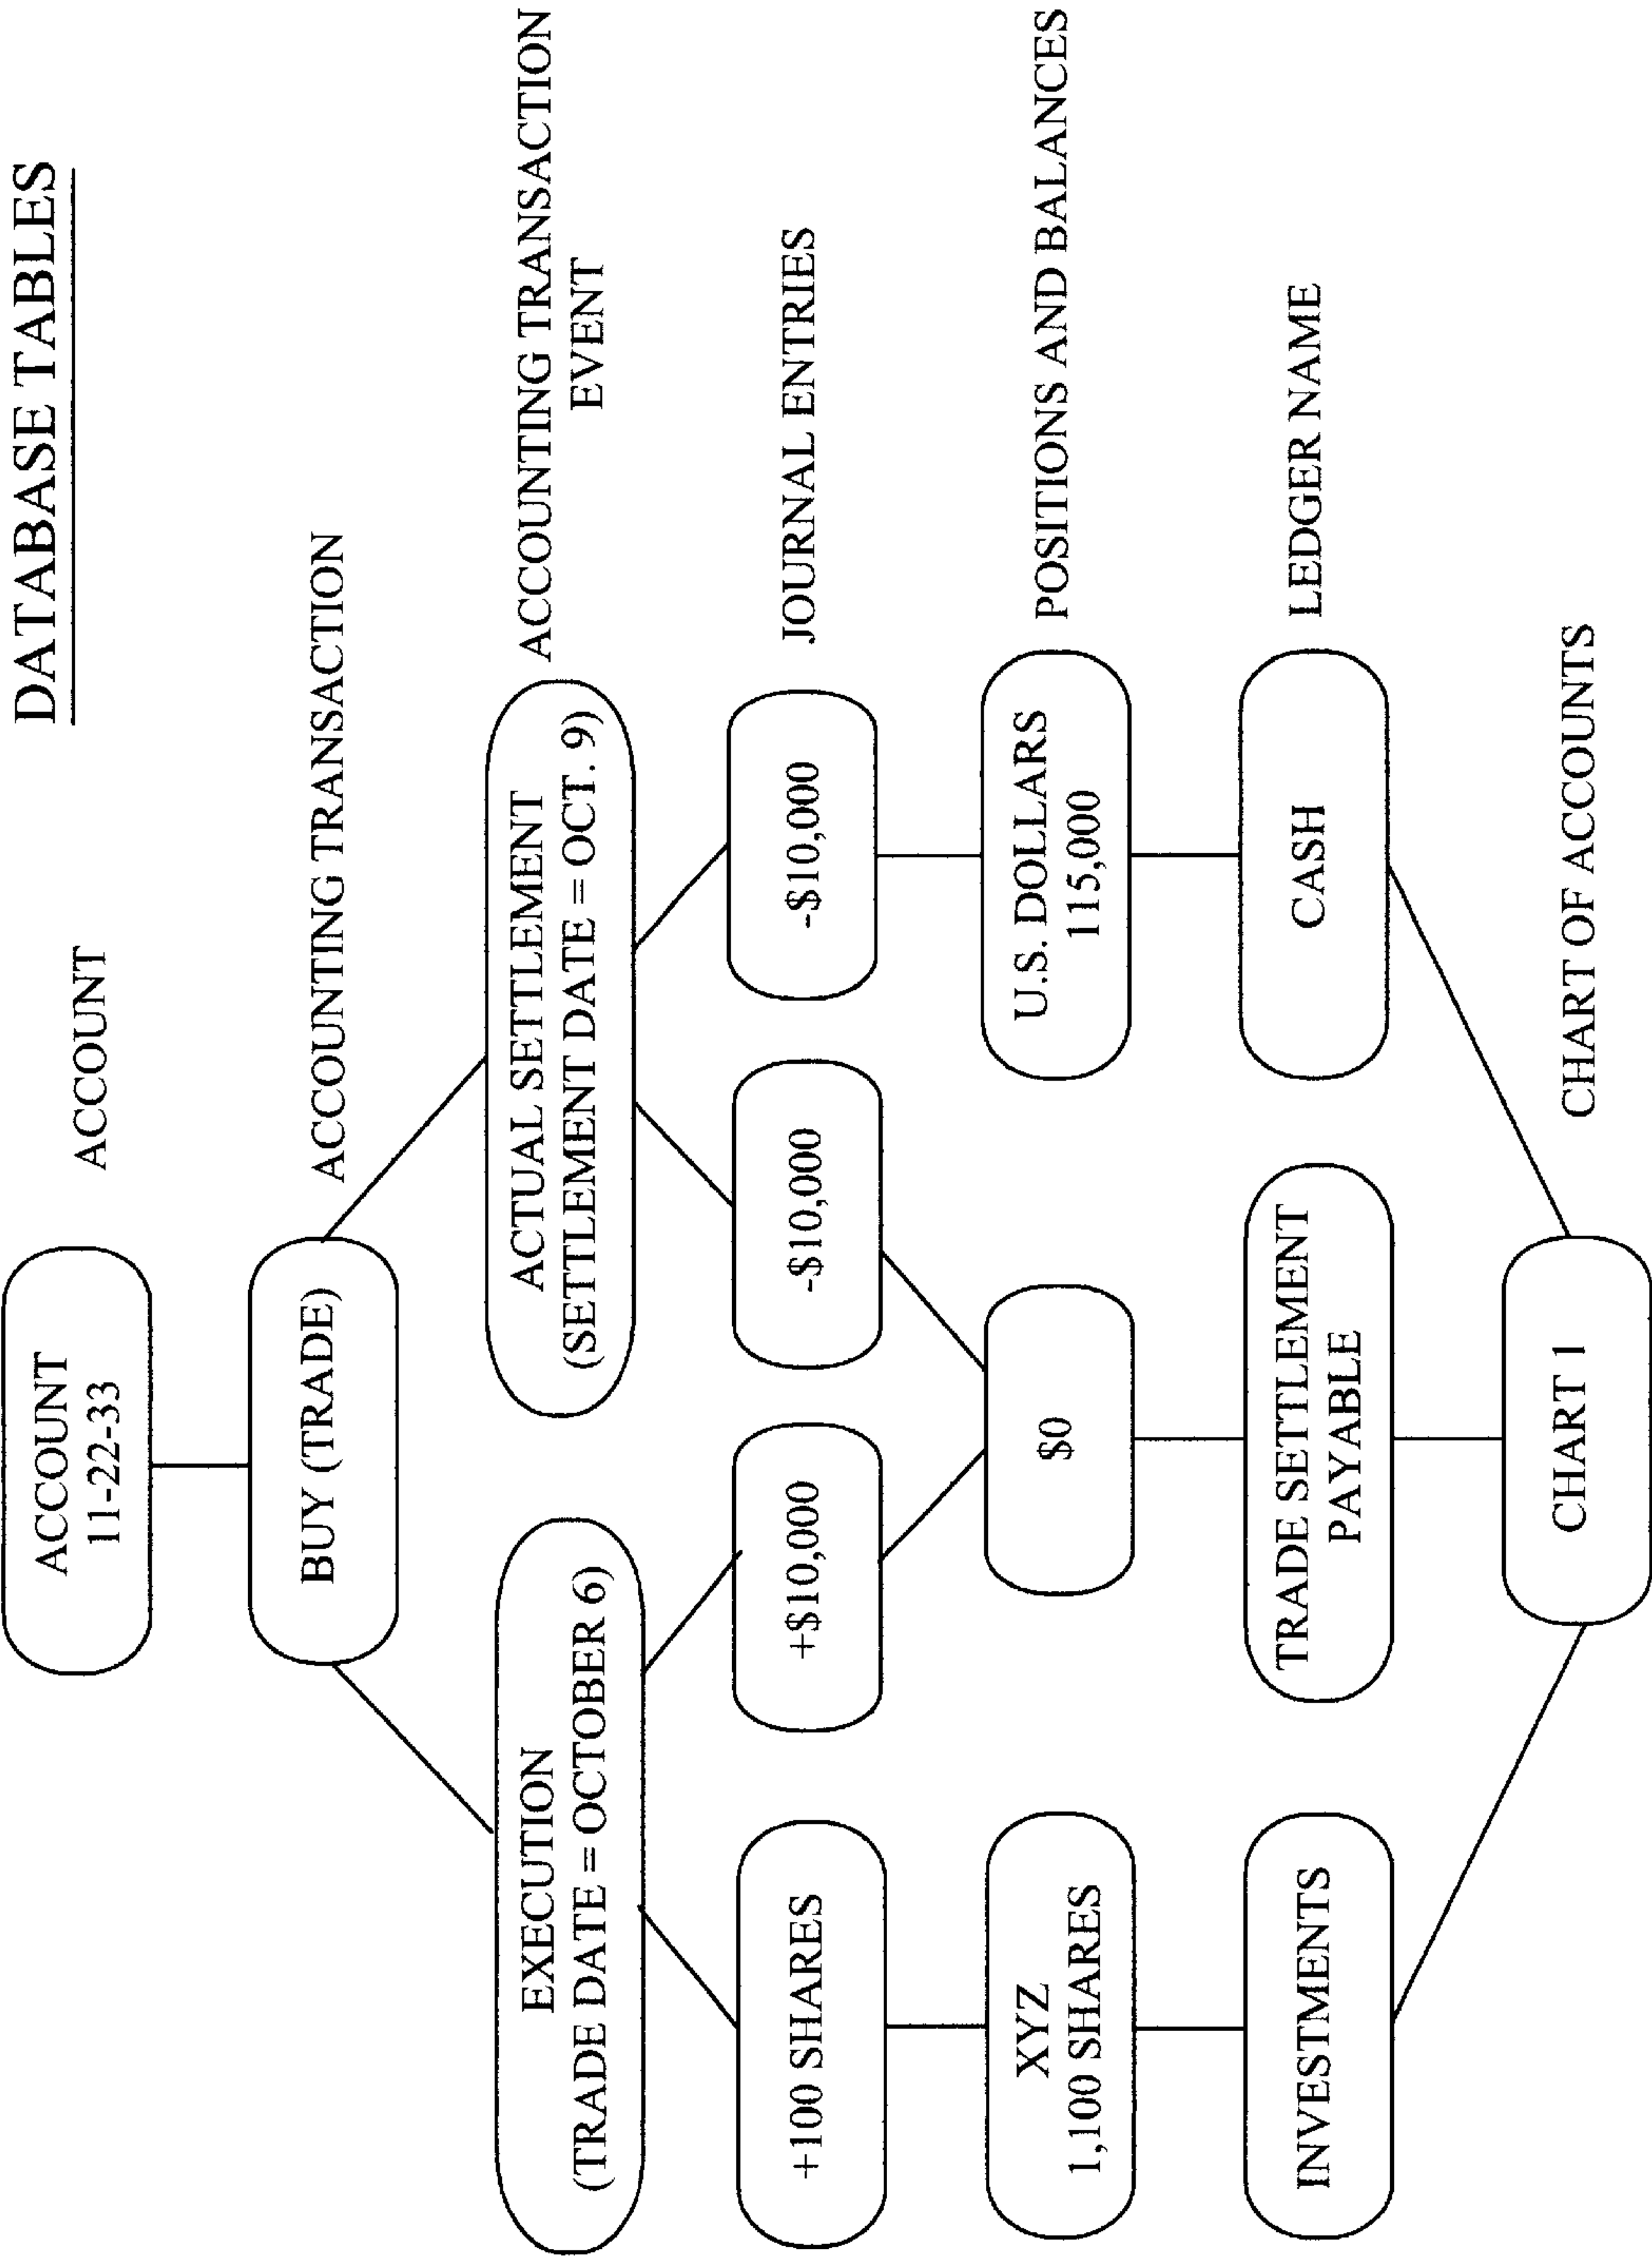 DATABASE TABLES
ACCOUNT
11-22-33
ACCOUNT
BUY (TRADE)
ACCOUNTING TRANSACTION
EXECUTION
(TRADE DATE = OCTOBER 6)
ACTUAL SETTLEMENT
(SETTLEMENT DATE = OCT. 9)
ACCOUNTING TRANSACTION
EVENT
+100 SHARES
+$10,000
-$10,000
-$10,000
JOURNAL ENTRIES
XYZ
1,100 SHARES
$0
U.S. DOLLARS
115,000
POSITIONS AND BALANCES
INVESTMENTS
TRADE SETTLEMENT
PAYABLE
CASH
LEDGER NAME
CHART 1
CHART OF ACCOUNTS